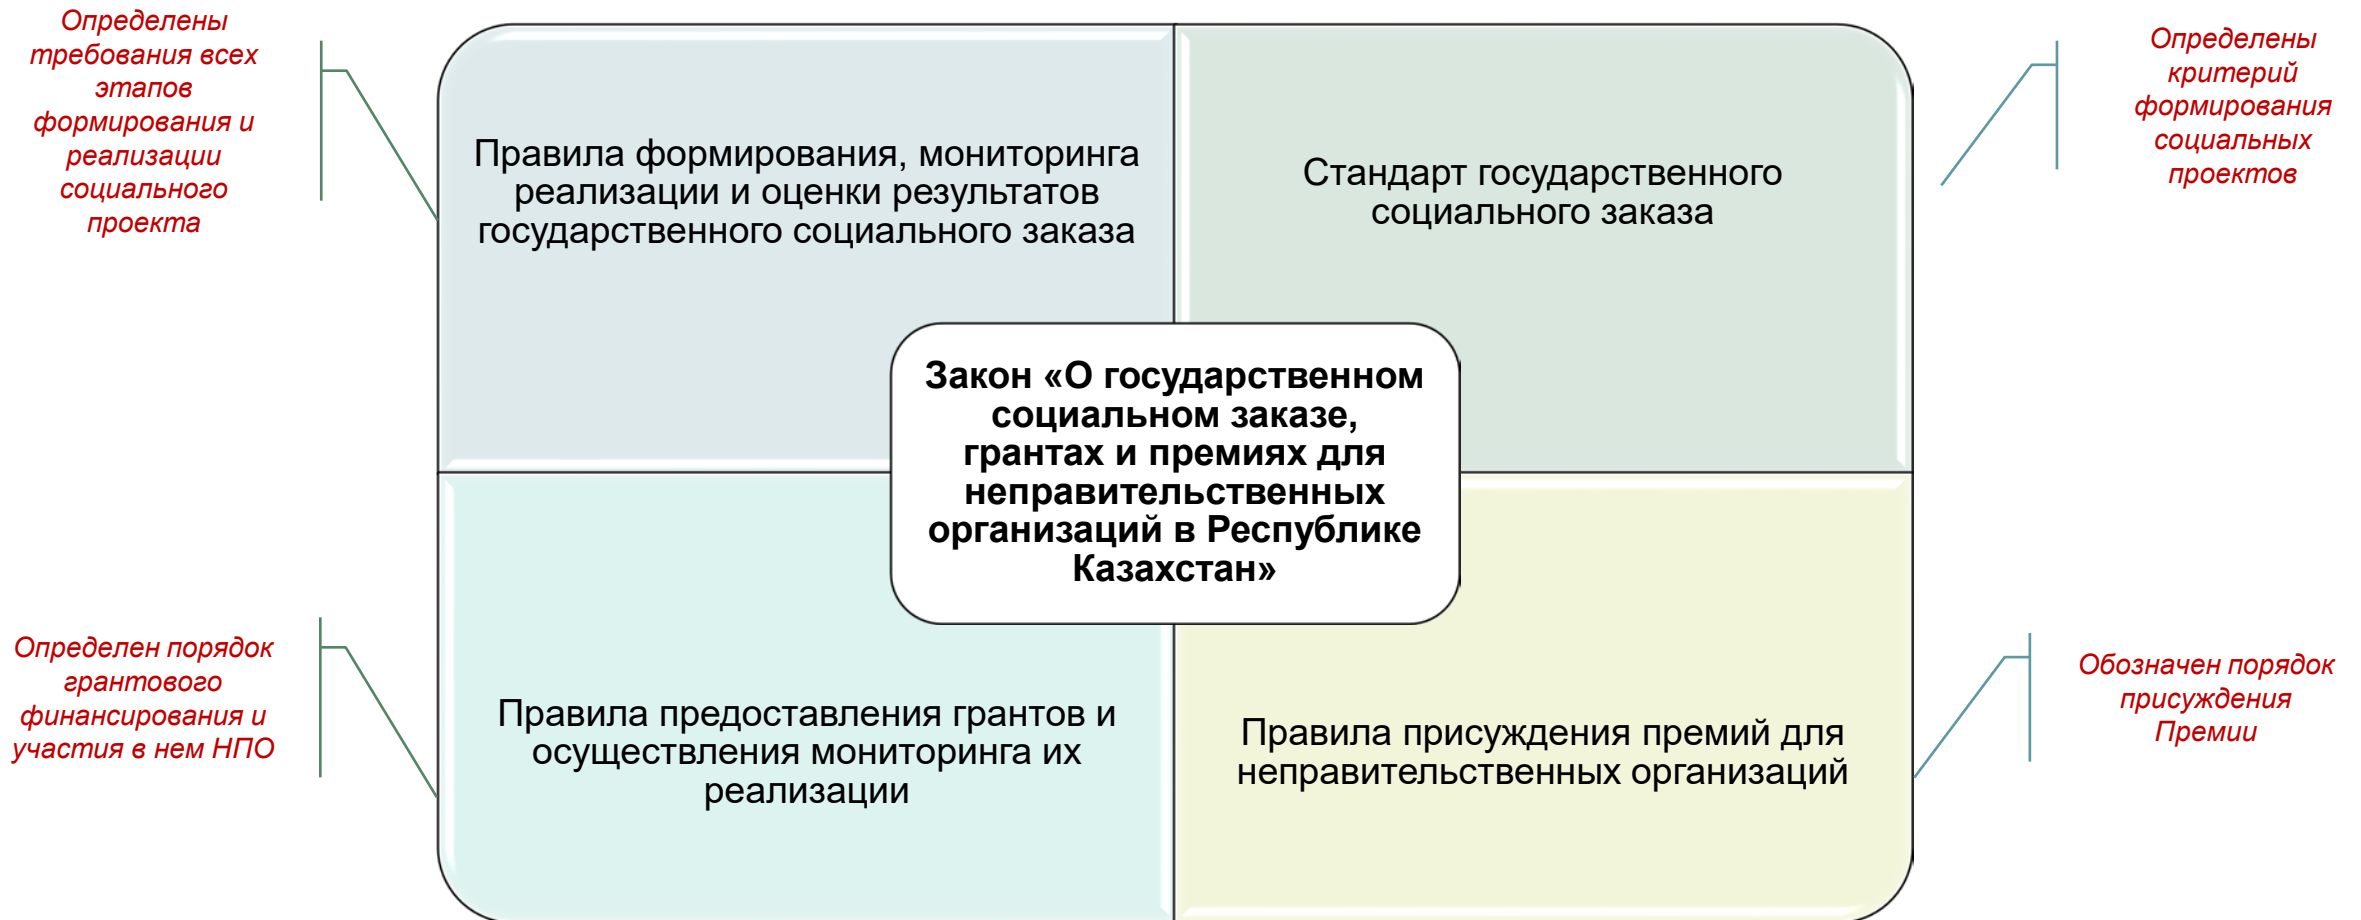 Определены
требования всех
этапов
формирования и
реализации
социального
проекта
Правила формирования, мониторинга
реализации и оценки результатов
государственного социального заказа
Стандарт государственного
социального заказа
Определены
критерий
формирования
социальных
проектов
Закон «О государственном
социальном заказе,
грантах и премиях для
неправительственных
организаций в Республике
Казахстан»
Определен порядок
грантового
финансирования и
участия в нем НПО
Правила предоставления грантов и
осуществления мониторинга их
реализации
Правила присуждения премий для
неправительственных организаций
Обозначен порядок
присуждения
Премии